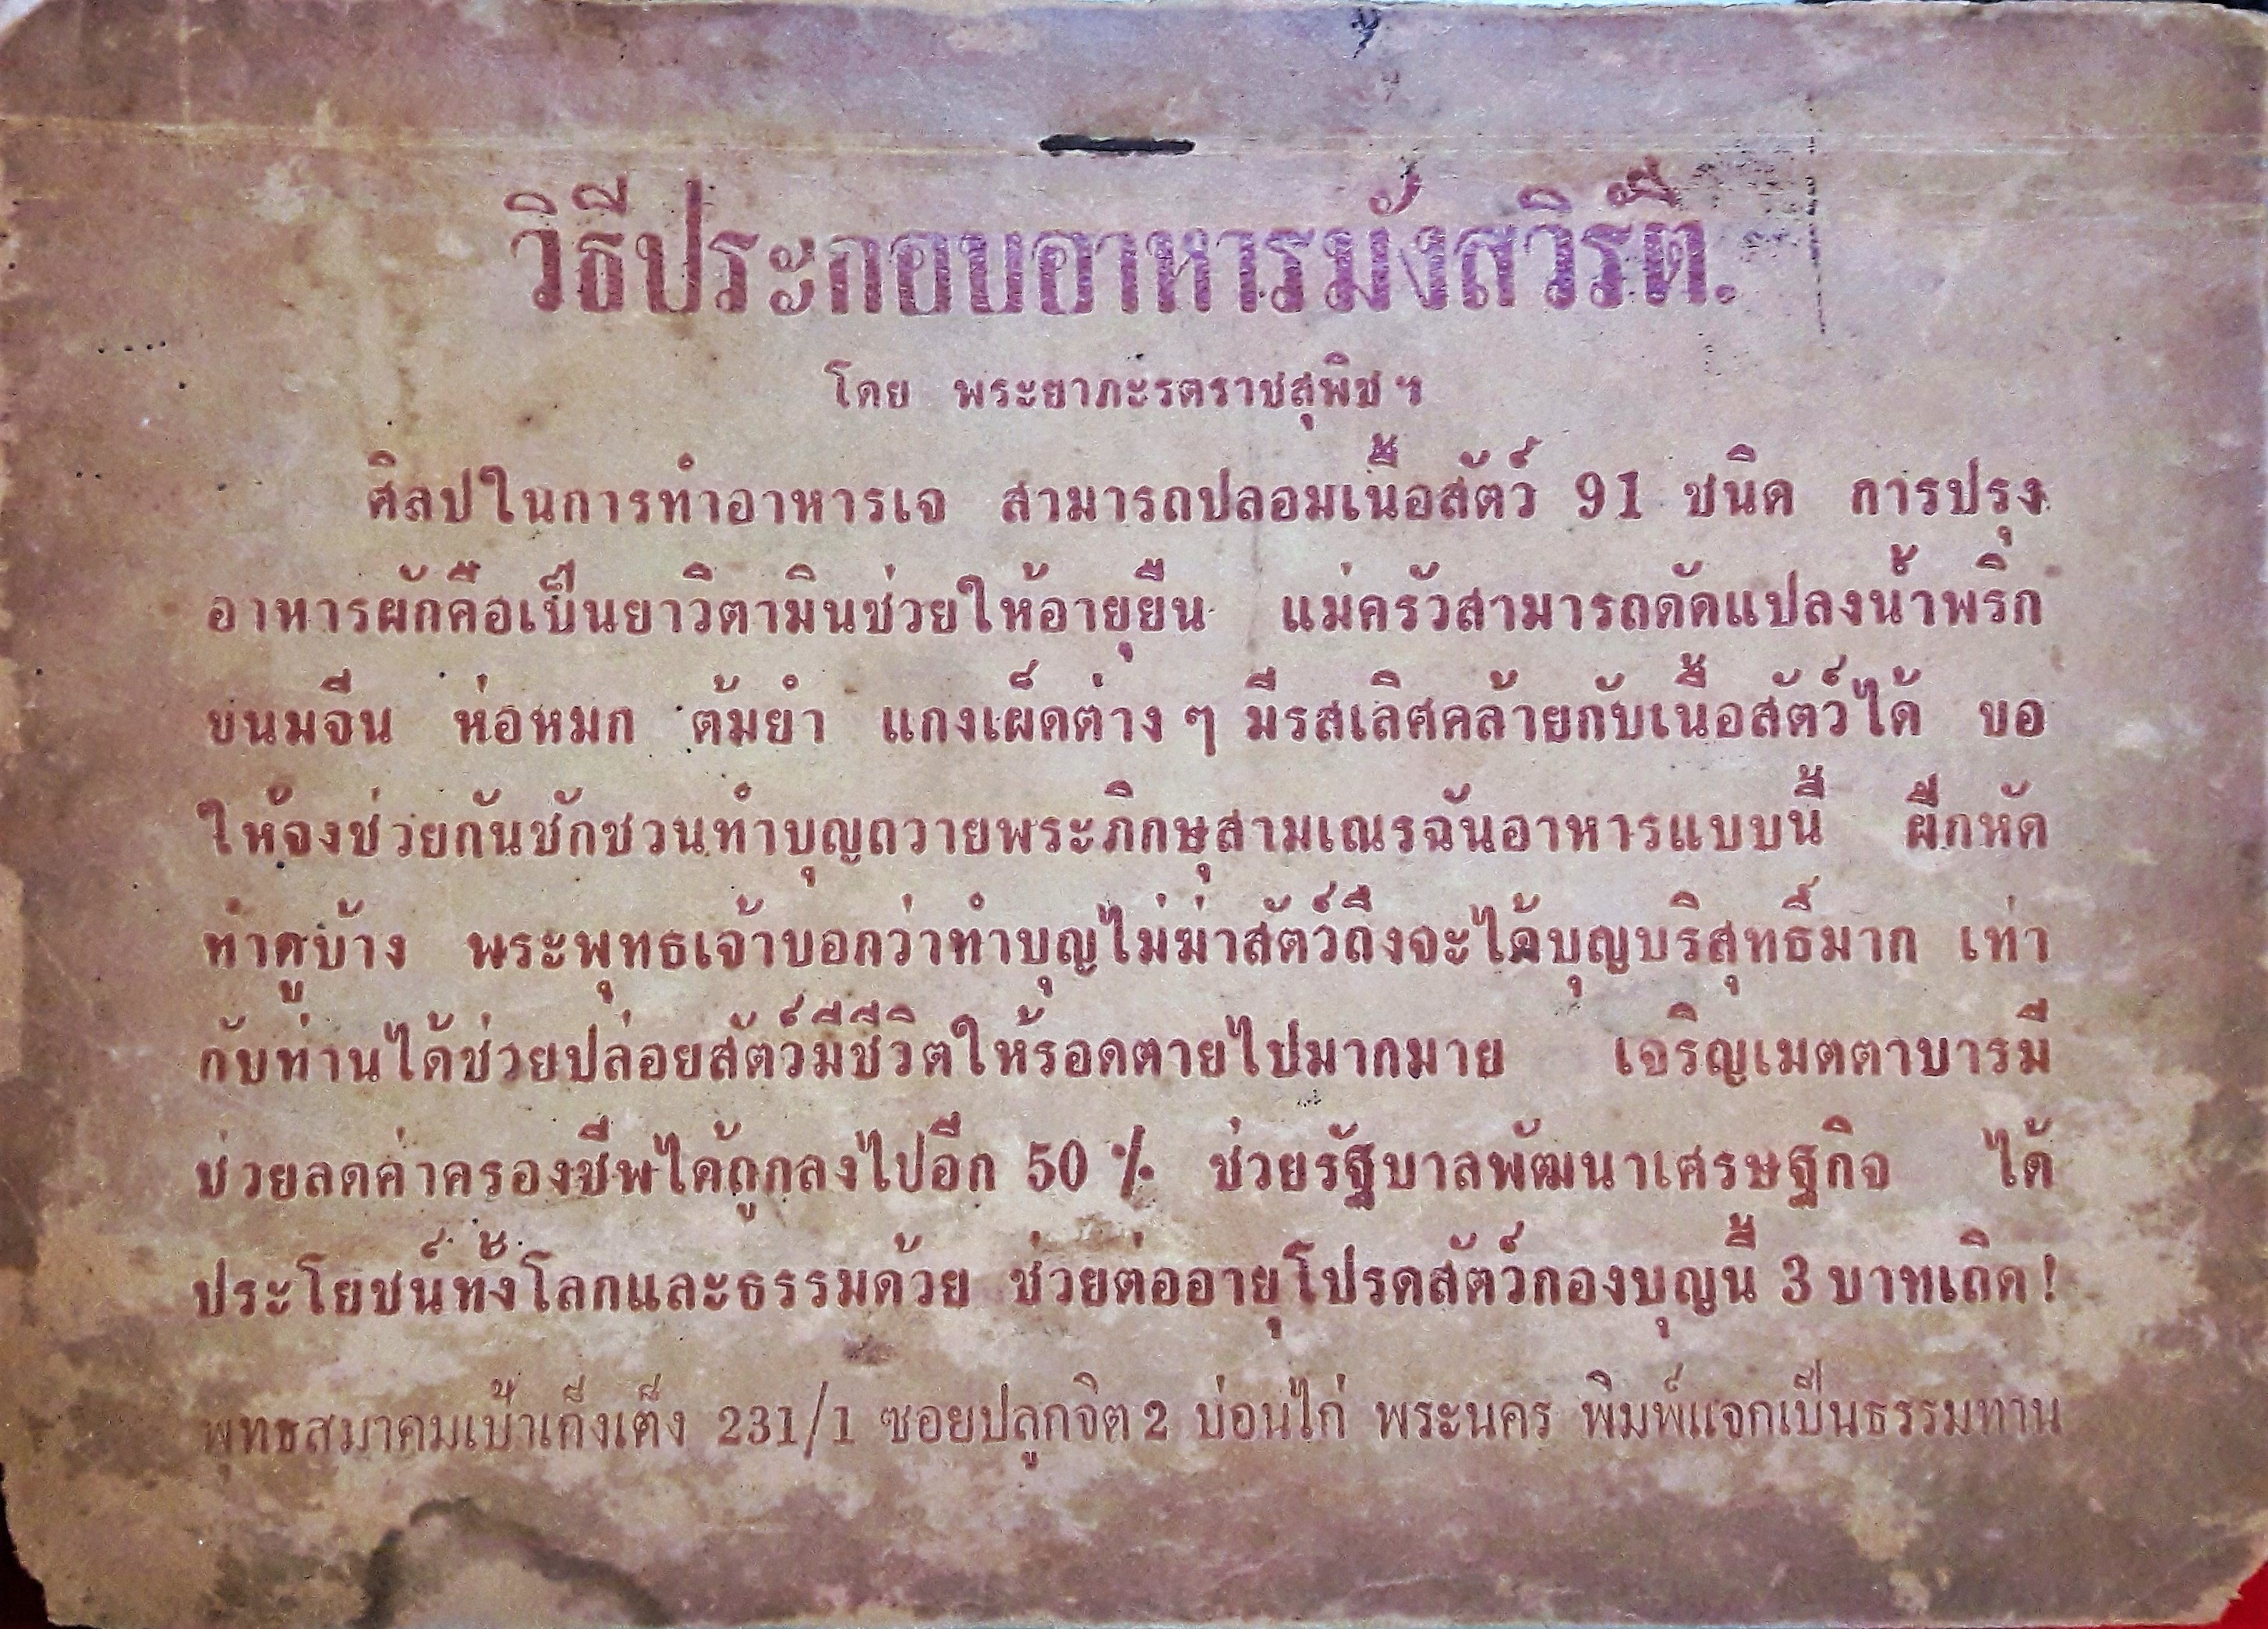 วิธีประกอบอาหารมังสวิรัติ.
โดย พระยาภะรตราชสุพิชฯ
ศิลปในการทำอาหารเจ สามารถปลอมเนื้อสัตว์ 91 ชนิด การปรุง
อาหารผักคือเป็นยาวิตามินช่วยให้อายุยืน แม่ครัวสามารถดัดแปลงน้ำพริก
ขนมจีน ห่อหมก ต้มยำ แกงเผ็ดต่าง ๆ มีรสเลิศคล้ายกับเนื้อสัตว์ได้ ขอ
ให้จงช่วยกันชักชวนทำบุญถวายพระภิกษุสามเณรฉันอาหารแบบนี้ ฝึกหัด
ทำดูบ้าง พระพุทธเจ้าบอกว่าทำบุญไม่ฆ่าสัตว์ถึงจะได้บุญบริสุทธิ์มาก เท่า
กับท่านได้ช่วยปล่อยสัตว์มีชีวิตให้รอดตายไปมากมาย เจริญเมตตาบารมี
ช่วยลดค่าครองชีพได้ถูกลงไปอีก 50 % ช่วยรัฐบาลพัฒนาเศรษฐกิจ ได้
ประโยชน์ทั้งโลกและธรรมด้วย ช่วยต่ออายุโปรดสัตว์กองบุญนี้ 3 บาทเถิด!
พุทธสมาคมเป้าเก็งเต็ง 231/1 ซอยปลูกจิต 2 บ่อนไก่ พระนคร พิมพ์แจกเป็นธรรมทาน